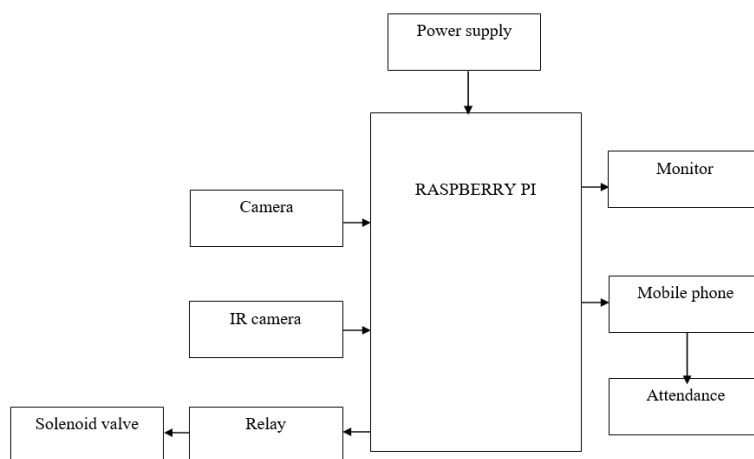 Power supply
RASPBERRY PI
Monitor
Camera
Mobile phone
IR camera
Attendance
Solenoid valve
Relay